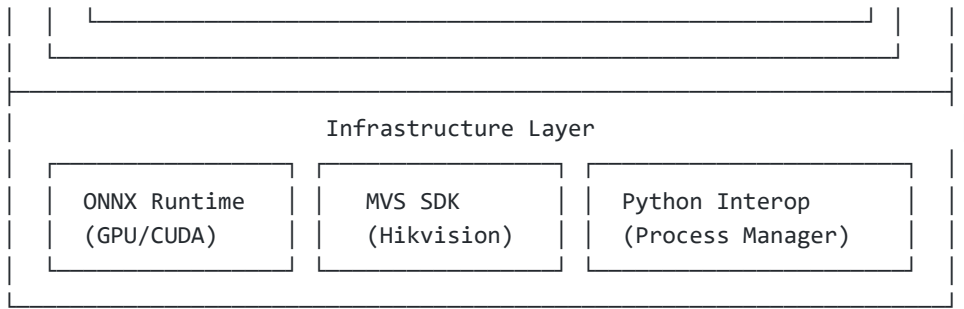 Infrastructure Layer
ONNX Runtime MVS SDK Python Interop
(GPU/CUDA) (Hikvision) (Process Manager)